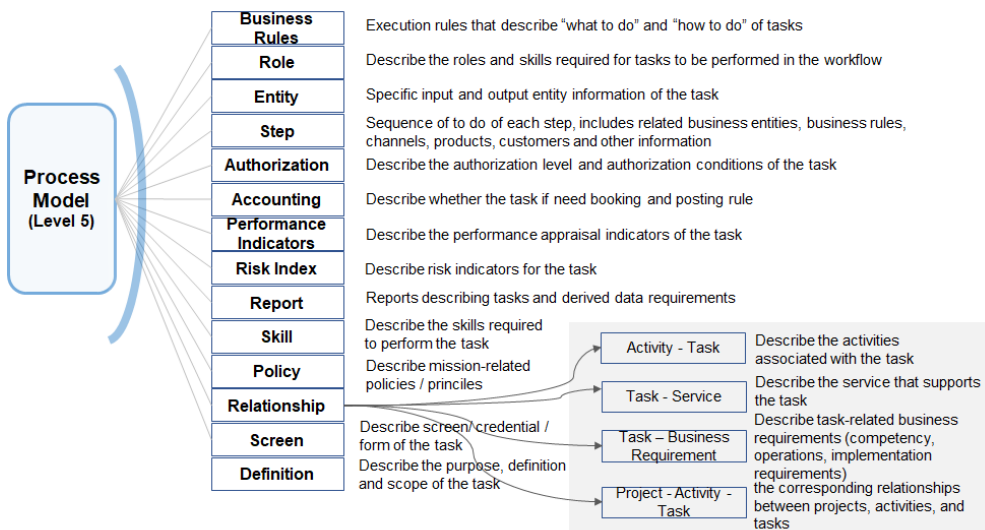 Process
Model
(Level 5)
Business
Rules
Execution rules that describe “what to do” and “how to do” of tasks
Role
Describe the roles and skills required for tasks to be performed in the workflow
Entity
Specific input and output entity information of the task
Step
Sequence of to do of each step, includes related business entities, business rules,
channels, products, customers and other information
Authorization
Describe the authorization level and authorization conditions of the task
Accounting
Describe whether the task if need booking and posting rule
Performance
Indicators
Describe the performance appraisal indicators of the task
Risk Index
Describe risk indicators for the task
Report
Reports describing tasks and derived data requirements
Skill
Describe the skills required
to perform the task
Policy
Describe mission-related
policies / princiles
Relationship
Screen
Describe screen/ credential /
form of the task
Definition
Describe the purpose, definition
and scope of the task
Activity - Task
Describe the activities
associated with the task
Task - Service
Describe the service that supports
the task
Task – Business
Requirement
Describe task-related business
requirements (competency,
operations, implementation
requirements)
Project - Activity -
Task
the corresponding relationships
between projects, activities, and
tasks